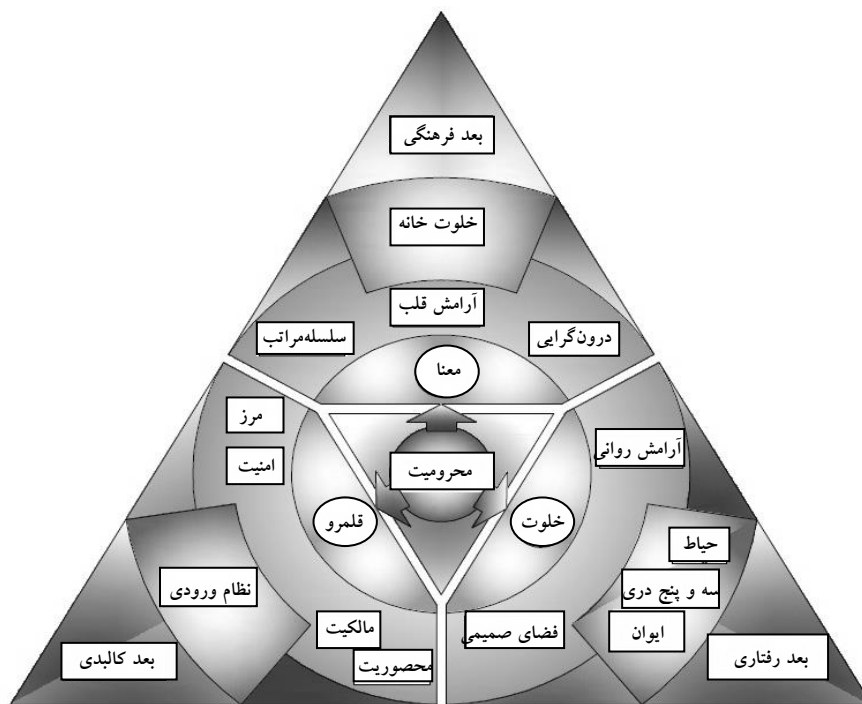 بعد فرهنگی
خلوت خانه
آرامش قلب
درون‌گرایی
سلسله‌مراتب
معنا
مرز
امنیت
آرامش روانی
محرومیت
قلمرو
خلوت
حیاط
سه و پنج دری
ایوان
نظام ورودی
مالکیت
محصوریت
فضای صمیمی
بعد کالبدی
بعد رفتاری